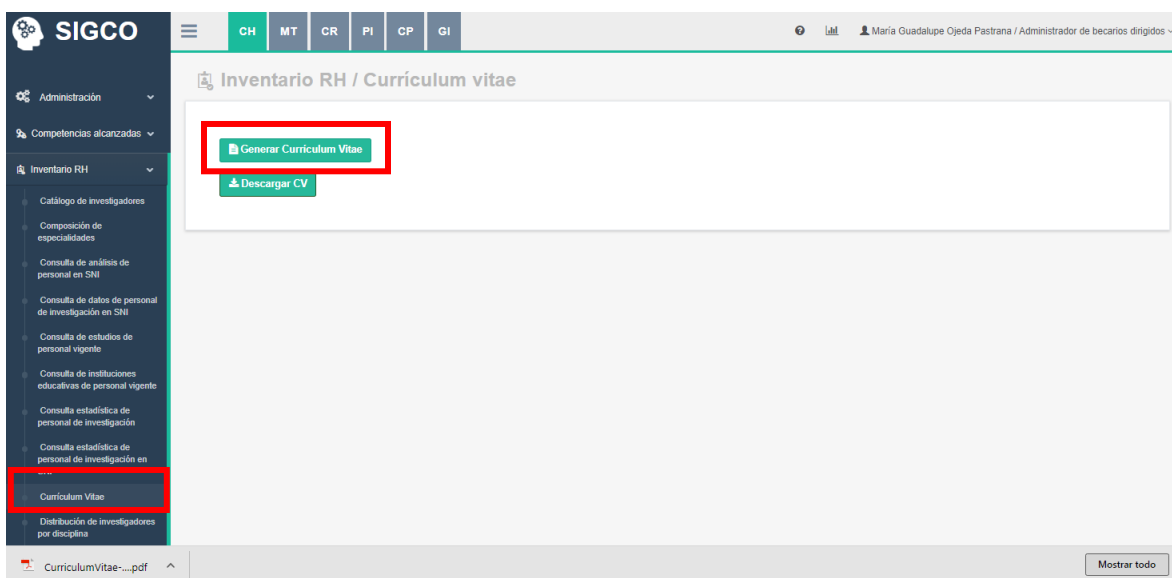 SIGCO
CH MT CR PI CP GI
María Guadalupe Ojeda Pastrana / Administrador de becarios dirigidos
Inventario RH / Currículum vitae
Administración
Competencias alcanzadas
Inventario RH
Catálogo de investigadores
Composición de
especialidades
Consulta de análisis de
personal en SNI
Consulta de datos de personal
de investigación en SNI
Consulta de estudios de
personal vigente
Consulta de instituciones
educativas de personal vigente
Consulta estadística de
personal de investigación
Consulta estadística de
personal de investigación en
Currículum Vitae
Distribución de investigadores
por disciplina
Generar Currículum Vitae
Descargar CV
CurriculumVitae-....pdf
Mostrar todo